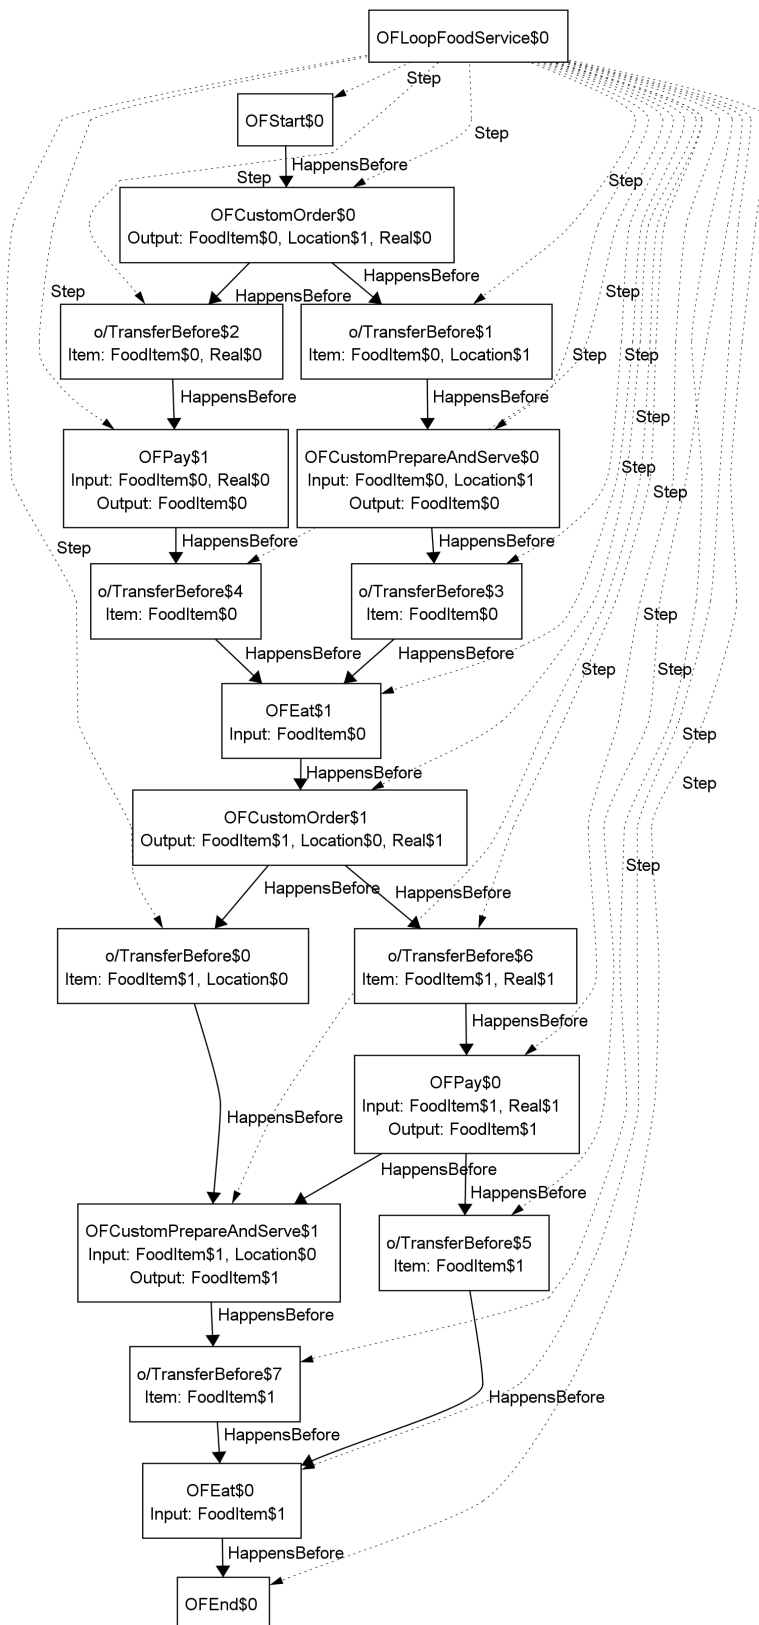 OFLoopFoodService$0
Step
OFStart$0
Step
HappensBefore
Step
Step
OFCustomOrder$0
Output: FoodItem$0, Location$1, Real$0
HappensBefore
Step
HappensBefore
Step
o/TransferBefore$2
Item: FoodItem$0, Real$0
o/TransferBefore$1
Item: FoodItem$0, Location$1
Step
Step
HappensBefore
HappensBefore
Step
OFPay$1
Input: FoodItem$0, Real$0
Output: FoodItem$0
OFCustomPrepareAndServe$0
Input: FoodItem$0, Location$1
Output: FoodItem$0
Step
Step
HappensBefore
HappensBefore
Step
o/TransferBefore$4
Item: FoodItem$0
o/TransferBefore$3
Item: FoodItem$0
Step
HappensBefore
HappensBefore
Step
Step
OFEat$1
Input: FoodItem$0
Step
HappensBefore
Step
OFCustomOrder$1
Output: FoodItem$1, Location$0, Real$1
Step
HappensBefore
HappensBefore
o/TransferBefore$0
Item: FoodItem$1, Location$0
o/TransferBefore$6
Item: FoodItem$1, Real$1
HappensBefore
OFPay$0
Input: FoodItem$1, Real$1
Output: FoodItem$1
HappensBefore
HappensBefore
HappensBefore
OFCustomPrepareAndServe$1
Input: FoodItem$1, Location$0
Output: FoodItem$1
o/TransferBefore$5
Item: FoodItem$1
HappensBefore
o/TransferBefore$7
Item: FoodItem$1
HappensBefore
HappensBefore
OFEat$0
Input: FoodItem$1
HappensBefore
OFEnd$0